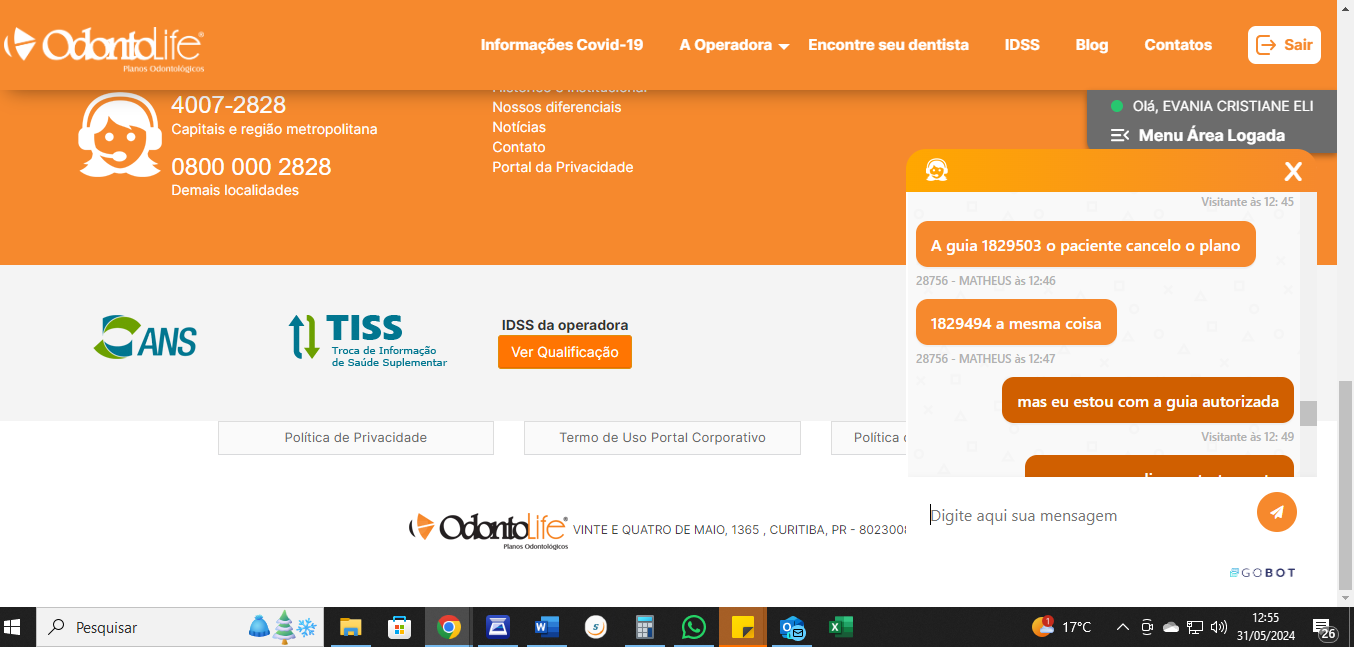 OdontoLife®
Planos Odontológicos
Informações Covid-19
A Operadora
Encontre seu dentista
IDSS
Blog
Contatos
Sair
4007-2828
Capitais e região metropolitana
0800 000 2828
Demais localidades
Nossos diferenciais
Notícias
Contato
Portal da Privacidade
Olá, EVANIA CRISTIANE ELI
Menu Área Logada
X
Visitante às 12: 45
A guia 1829503 o paciente cancelo o plano
28756 - MATHEUS às 12:46
1829494 a mesma coisa
28756 - MATHEUS às 12:47
mas eu estou com a guia autorizada
Visitante às 12: 49
Digite aqui sua mensagem
GOBOT
ANS
TISS
Troca de Informação
de Saúde Suplementar
IDSS da operadora
Ver Qualificação
Política de Privacidade
Termo de Uso Portal Corporativo
Política
OdontoLife®
Planos Odontológicos
VINTE E QUATRO DE MAIO, 1365 , CURITIBA, PR - 8023008
Pesquisar
W
S
1
17°C
12:55
31/05/2024
26